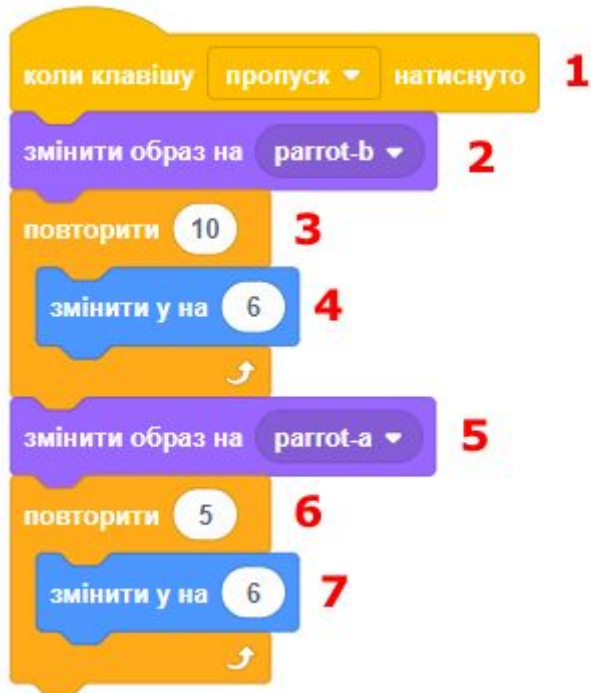 коли клавішу пропуск натиснуто 1
змінити образ на parrot-b 2
повторити 10 3
змінити y на 6 4
змінити образ на parrot-a 5
повторити 5 6
змінити y на 6 7